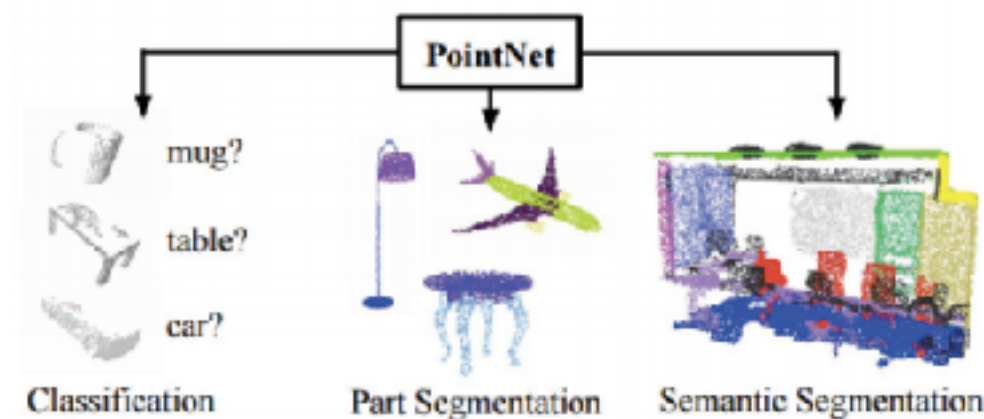 PointNet
mug?
table?
car?
Classification
Part Segmentation
Semantic Segmentation